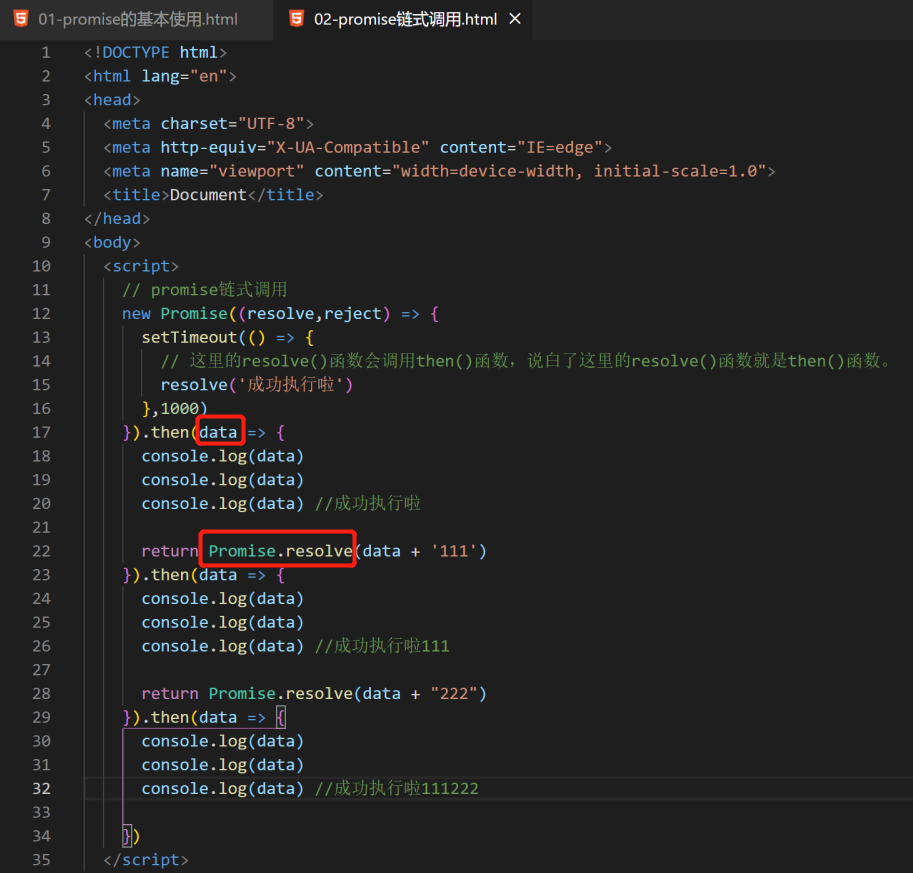 01-promise的基本使用.html 02-promise链式调用.html ×
1 <!DOCTYPE html>
2 <html lang="en">
3 <head>
4 <meta charset="UTF-8">
5 <meta http-equiv="X-UA-Compatible" content="IE=edge">
6 <meta name="viewport" content="width=device-width, initial-scale=1.0">
7 <title>Document</title>
8 </head>
9 <body>
10 <script>
11 // promise链式调用
12 new Promise((resolve,reject) => {
13 setTimeout(() => {
14 // 这里的resolve()函数会调用then()函数，说白了这里的resolve()函数就是then()函数。
15 resolve('成功执行啦')
16 },1000)
17 }).then(data => {
18 console.log(data)
19 console.log(data)
20 console.log(data) //成功执行啦
21
22 return Promise.resolve(data + '111')
23 }).then(data => {
24 console.log(data)
25 console.log(data)
26 console.log(data) //成功执行啦111
27
28 return Promise.resolve(data + "222")
29 }).then(data => {
30 console.log(data)
31 console.log(data)
32 console.log(data) //成功执行啦111222
33
34 })
35 </script>